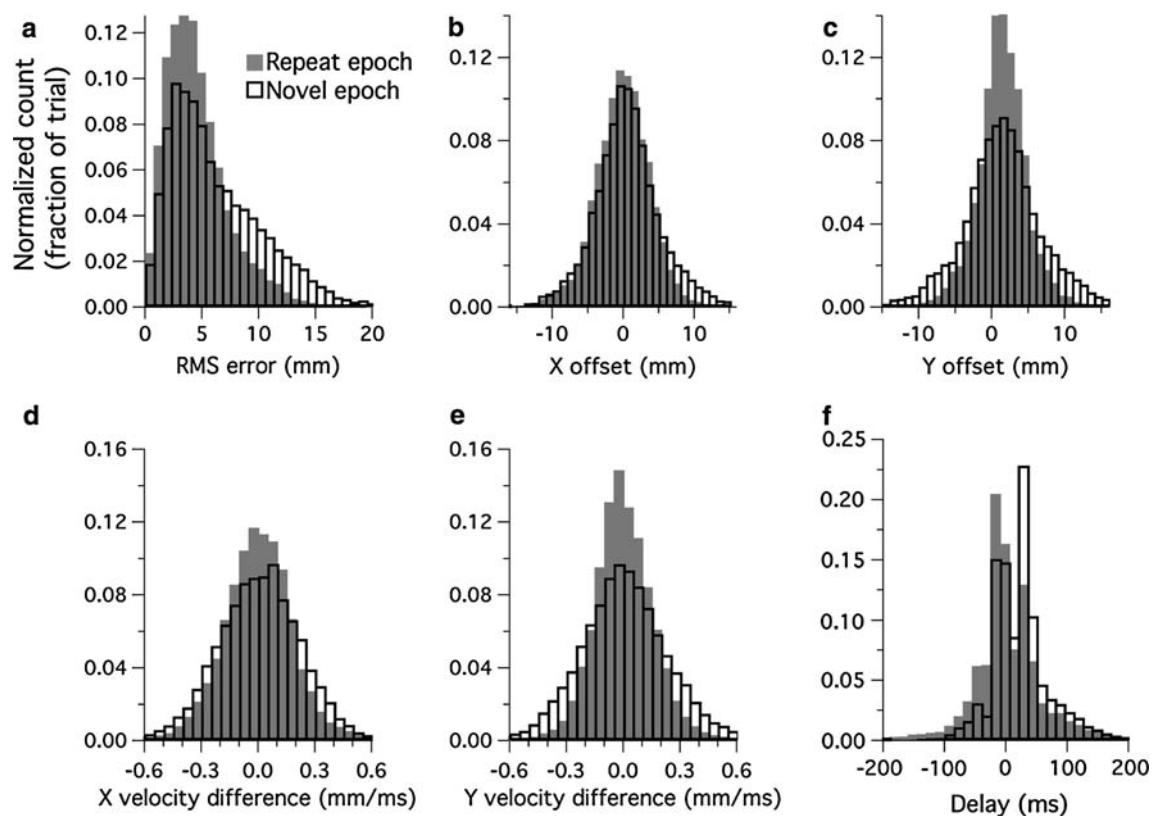 a
b
c
0.12
0.10
0.08
0.06
0.04
0.02
0.00
Normalized count
(fraction of trial)
Repeat epoch
Novel epoch
0 5 10 15 20
RMS error (mm)
0.12
0.08
0.04
0.00
-10 0 10
X offset (mm)
0.12
0.08
0.04
0.00
-10 0 10
Y offset (mm)
d
e
f
0.16
0.12
0.08
0.04
0.00
-0.6 -0.3 0.0 0.3 0.6
X velocity difference (mm/ms)
0.16
0.12
0.08
0.04
0.00
-0.6 -0.3 0.0 0.3 0.6
Y velocity difference (mm/ms)
0.25
0.20
0.15
0.10
0.05
0.00
-200 -100 0 100 200
Delay (ms)